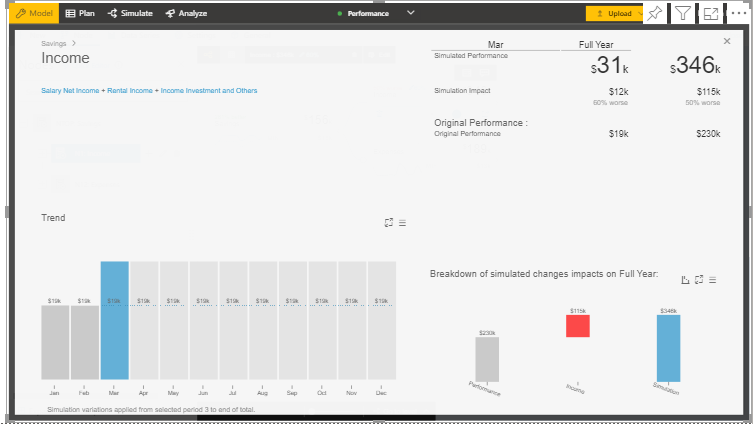 Model Plan Simulate Analyze Performance Upload
Savings >
Income
Salary Net Income + Rental Income + Income Investment and Others
Mar Full Year
Simulated Performance $31k $346k
Simulation Impact $12k $115k
60% worse 50% worse
Original Performance :
Original Performance $19k $230k
Trend
$19k $19k $19k $19k $19k $19k $19k $19k $19k $19k $19k $19k
Jan Feb Mar Apr May Jun Jul Aug Sep Oct Nov Dec
Simulation variations applied from selected period 3 to end of total.
Breakdown of simulated changes impacts on Full Year:
$230k $115k $346k
Performance Income Simulation